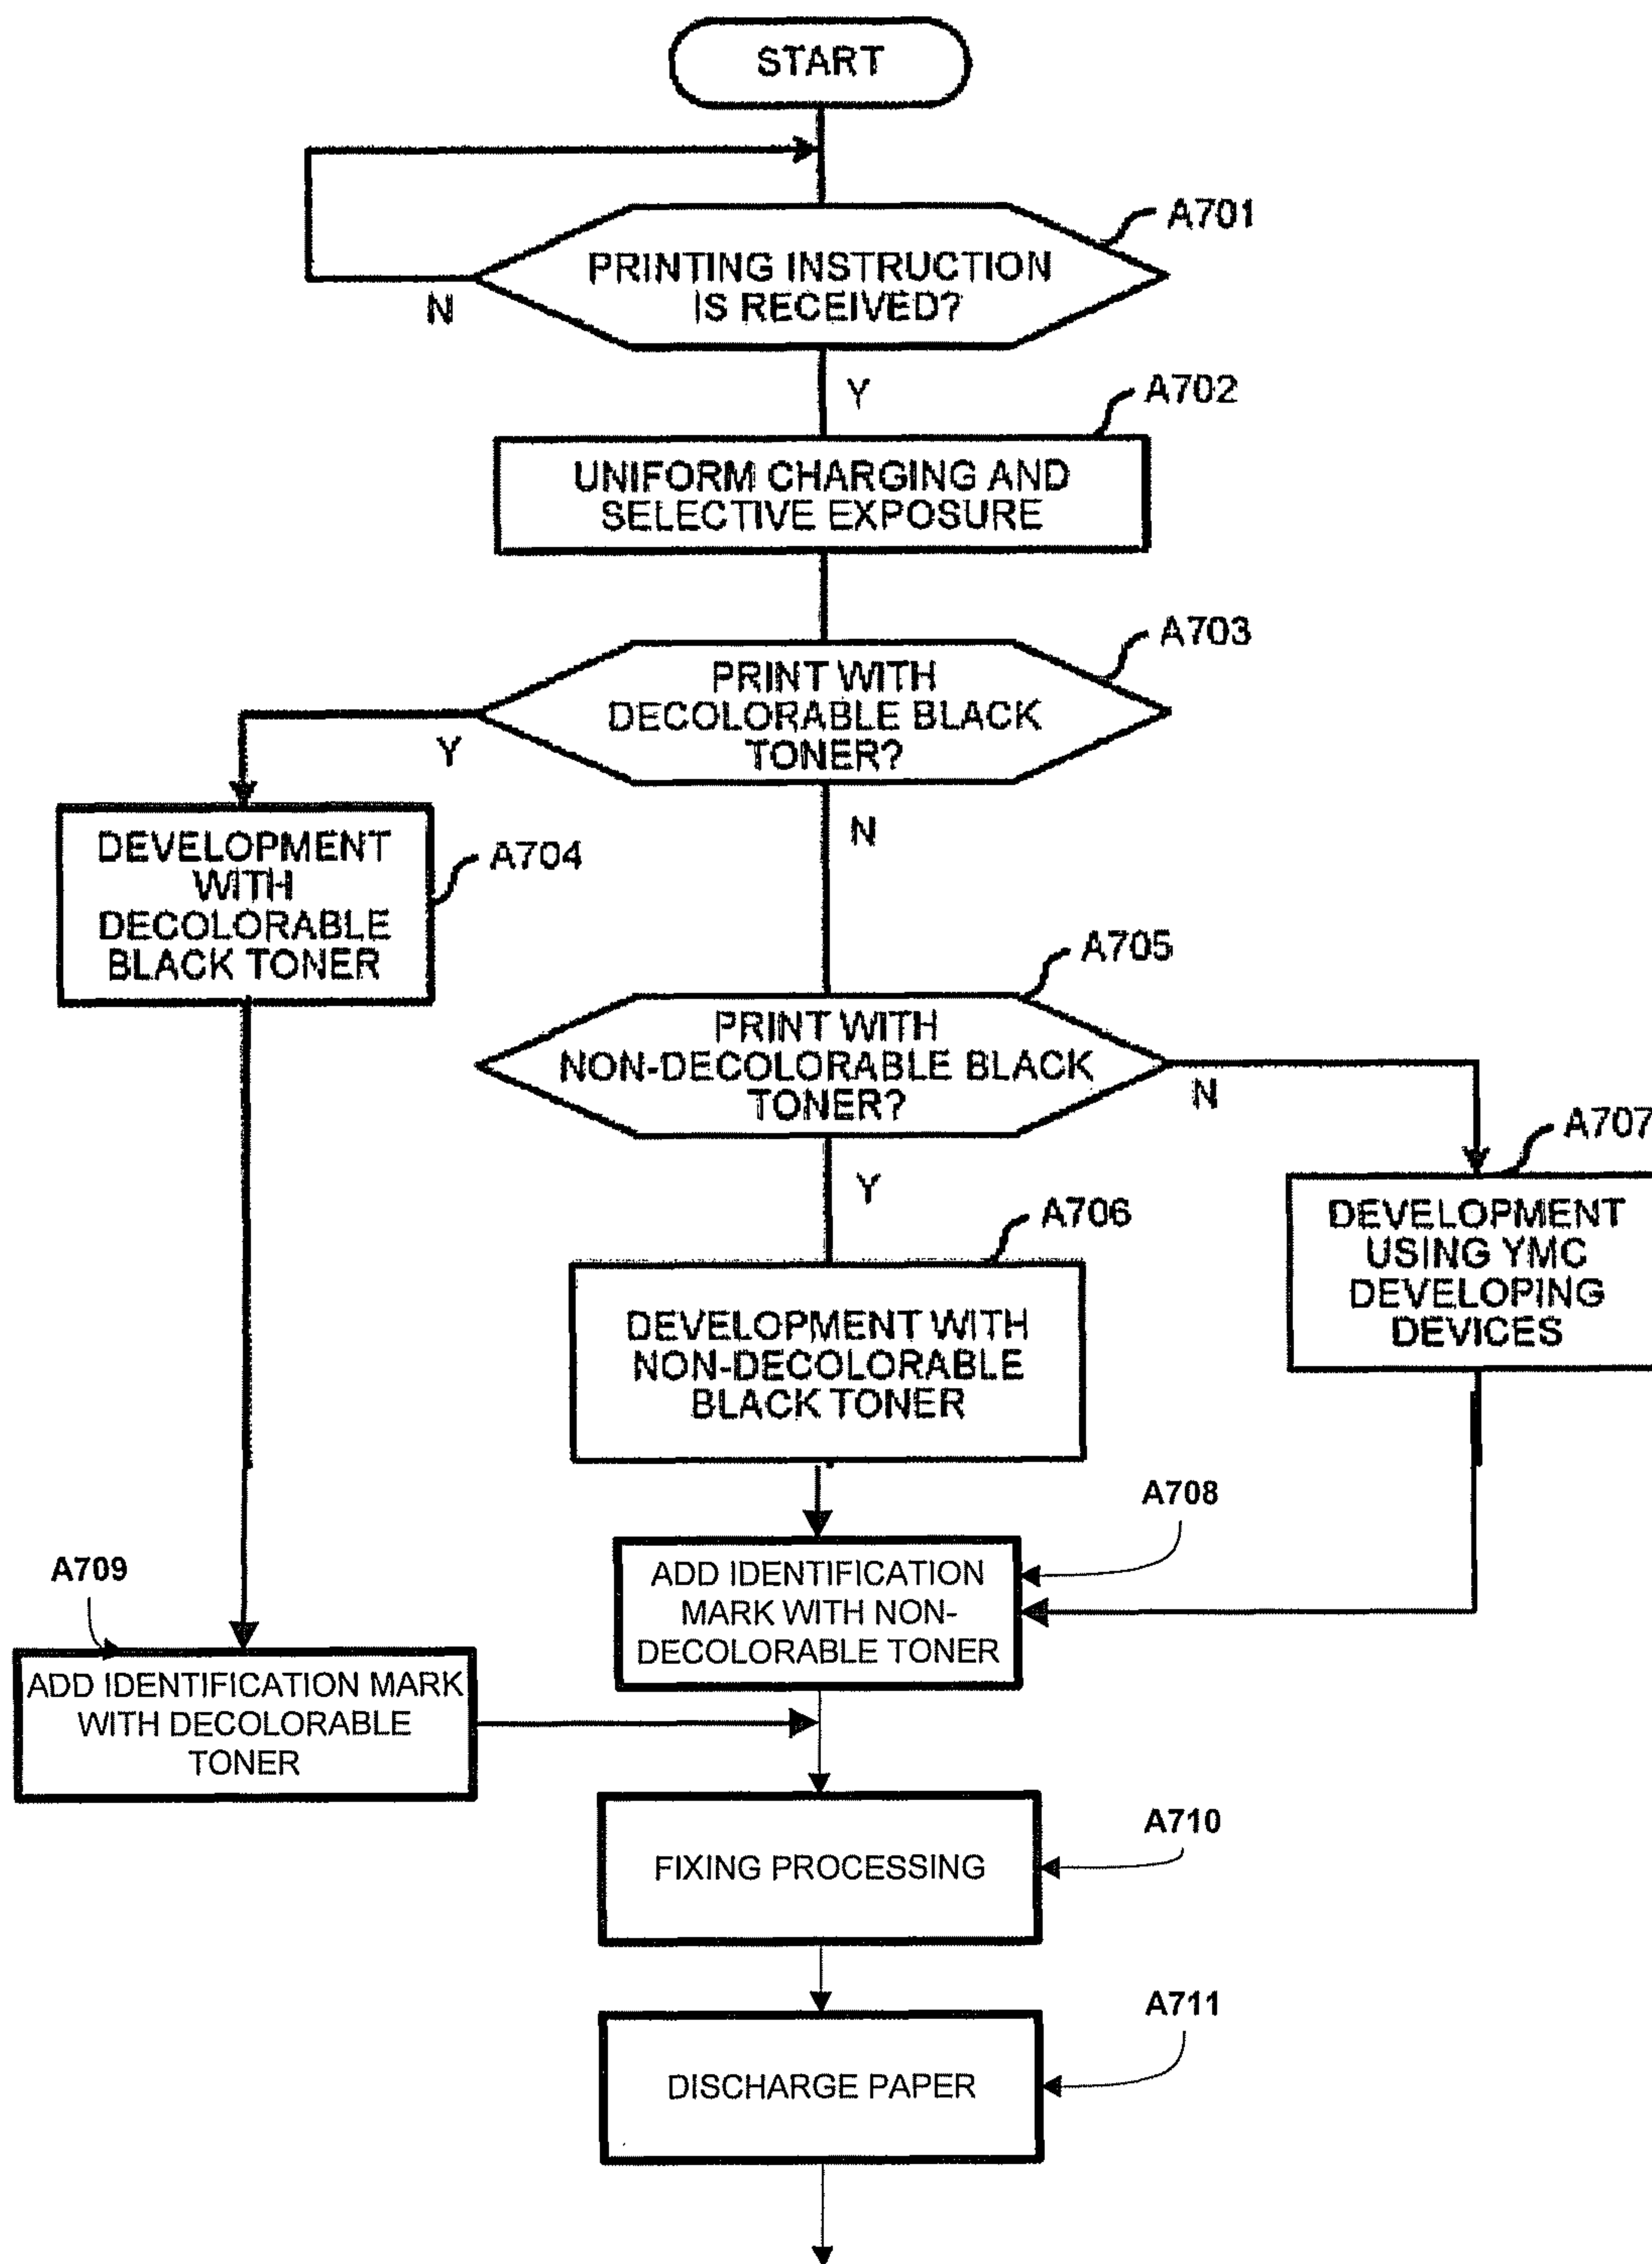 START
A701
PRINTING INSTRUCTION
IS RECEIVED?
N
Y
A702
UNIFORM CHARGING AND
SELECTIVE EXPOSURE
A703
PRINT WITH
DECOLORABLE BLACK
TONER?
Y
N
DEVELOPMENT
WITH
DECOLORABLE
BLACK TONER
A704
A705
PRINT WITH
NON-DECOLORABLE BLACK
TONER?
N
Y
A707
DEVELOPMENT
USING YMC
DEVELOPING
DEVICES
A706
DEVELOPMENT WITH
NON-DECOLORABLE
BLACK TONER
A708
ADD IDENTIFICATION
MARK WITH NON-
DECOLORABLE TONER
A709
ADD IDENTIFICATION MARK
WITH DECOLORABLE
TONER
A710
FIXING PROCESSING
A711
DISCHARGE PAPER